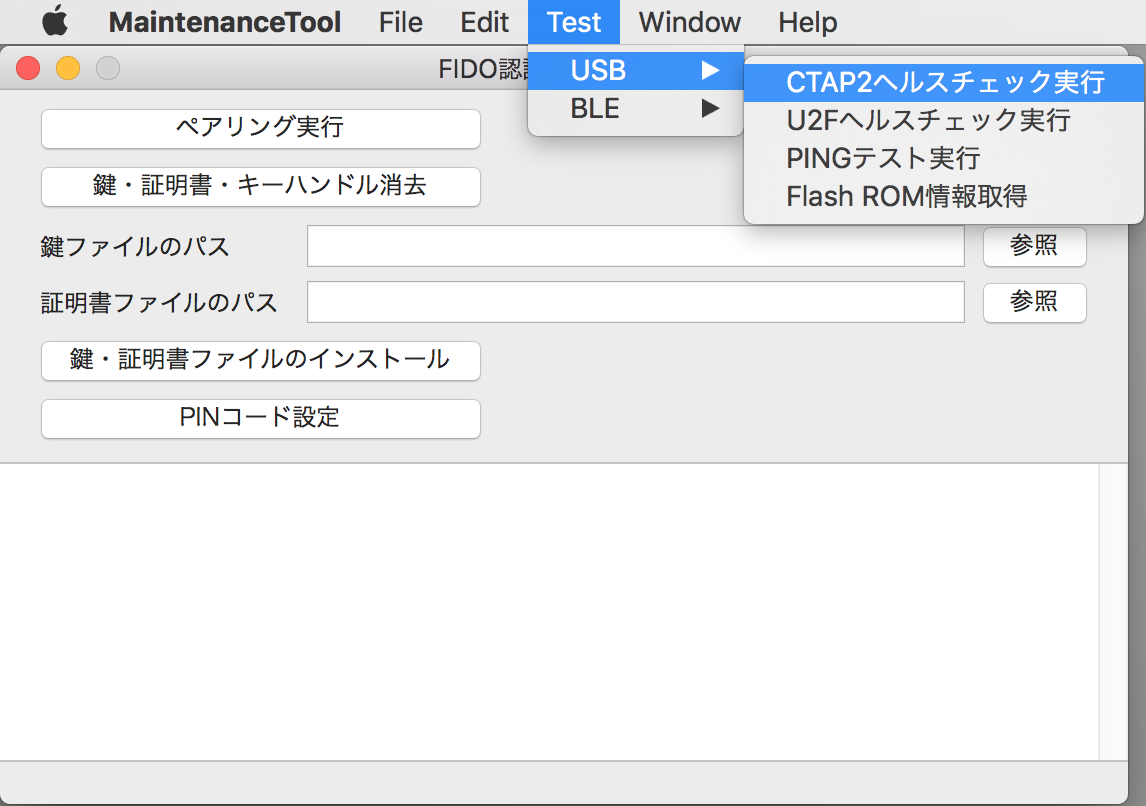 MaintenanceTool File Edit Test Window Help
FIDO認
USB
BLE
CTAP2ヘルスチェック実行
U2Fヘルスチェック実行
PINGテスト実行
Flash ROM情報取得
ペアリング実行
鍵・証明書・キーハンドル消去
鍵ファイルのパス 参照
証明書ファイルのパス 参照
鍵・証明書ファイルのインストール
PINコード設定